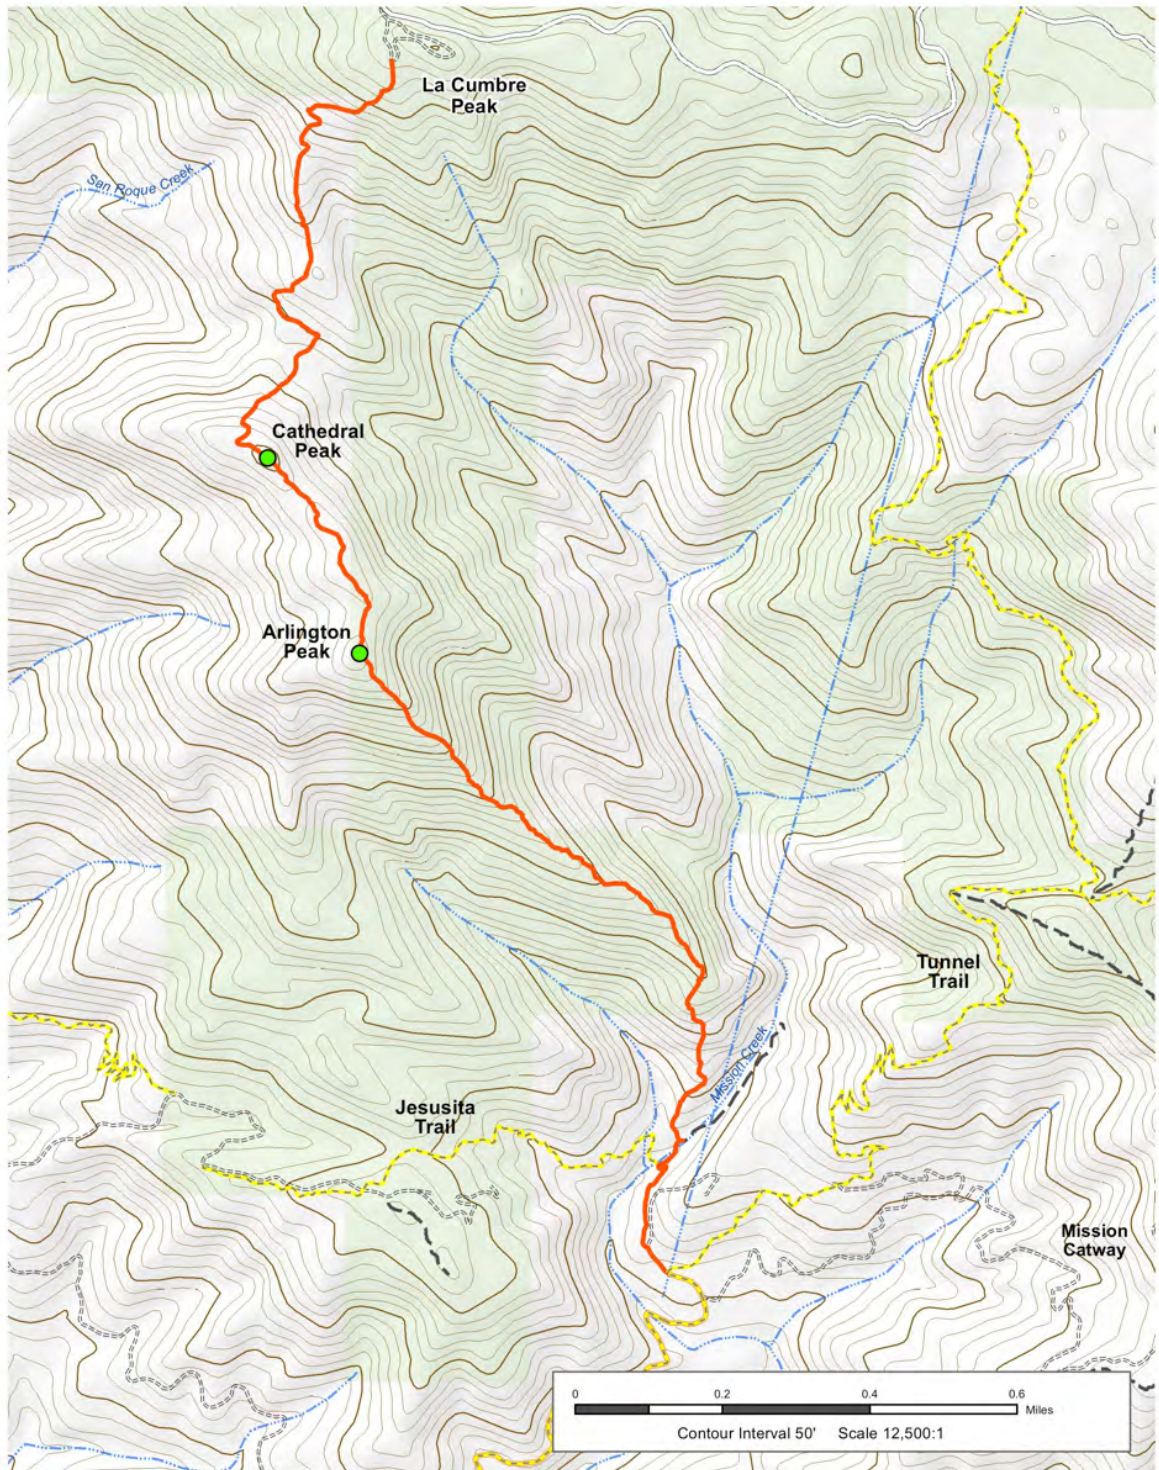 La Cumbre
Peak
San Roque Creek
Cathedral
Peak
Arlington
Peak
Tunnel
Trail
Mission Creek
Jesusita
Trail
Mission
Catway
0 0.2 0.4 0.6
Miles
Contour Interval 50' Scale 12,500:1